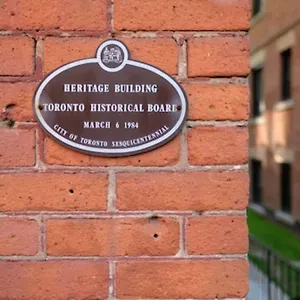 HERITAGE BUILDING
TORONTO HISTORICAL BOARD
MARCH 6 1984
CITY OF TORONTO SESQUICENTENNIAL